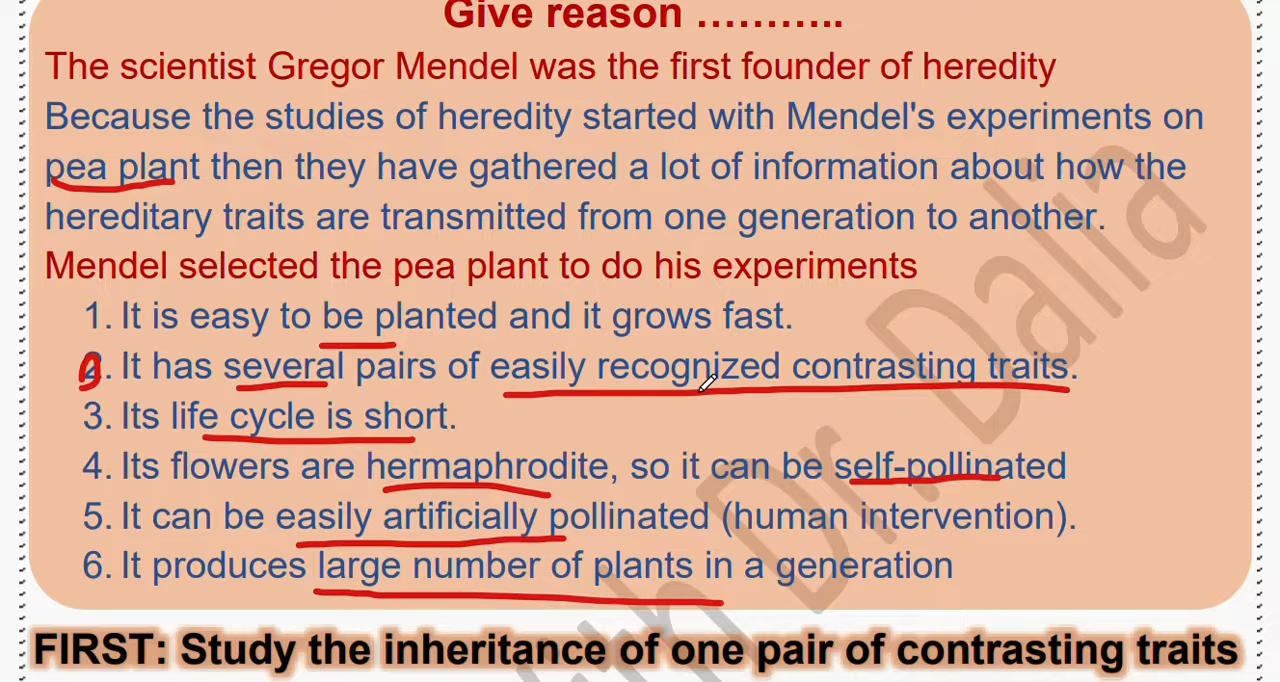 Give reason ………..
The scientist Gregor Mendel was the first founder of heredity
Because the studies of heredity started with Mendel's experiments on
pea plant then they have gathered a lot of information about how the
hereditary traits are transmitted from one generation to another.
Mendel selected the pea plant to do his experiments
1. It is easy to be planted and it grows fast.
2. It has several pairs of easily recognized contrasting traits.
3. Its life cycle is short.
4. Its flowers are hermaphrodite, so it can be self-pollinated
5. It can be easily artificially pollinated (human intervention).
6. It produces large number of plants in a generation
FIRST: Study the inheritance of one pair of contrasting traits
with Dr Dalia